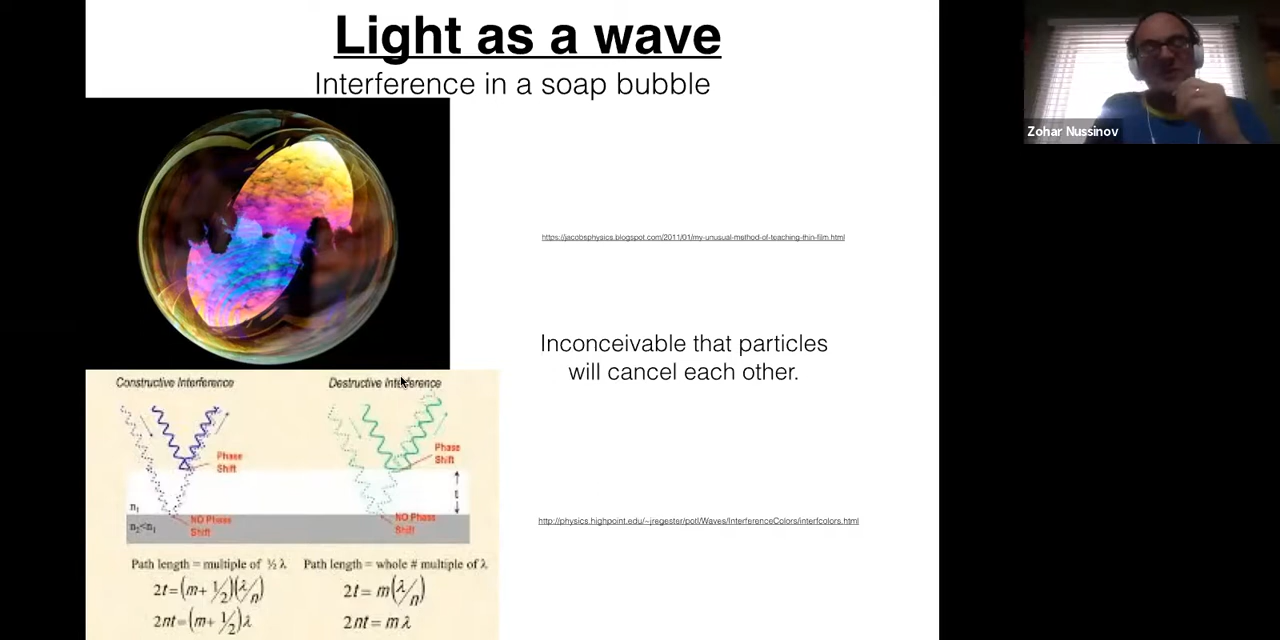 Light as a wave
Interference in a soap bubble
Zohar Nussinov
https://jacobsphysics.blogspot.com/2011/01/my-unusual-method-of-teaching-thin-film.html
Inconceivable that particles
will cancel each other.
Constructive Interference
Destructive Interference
Phase
Shift
Phase
Shift
t
n₁
n₂<n₁
NO Phase
Shift
NO Phase
Shift
http://physics.highpoint.edu/~jregester/potl/Waves/InterferenceColors/interfcolors.html
Path length = multiple of ½ λ
Path length = whole # multiple of λ
2t=(m+½)(λ/n)
2t=m(λ/n)
2nt=(m+½)λ
2nt=mλ